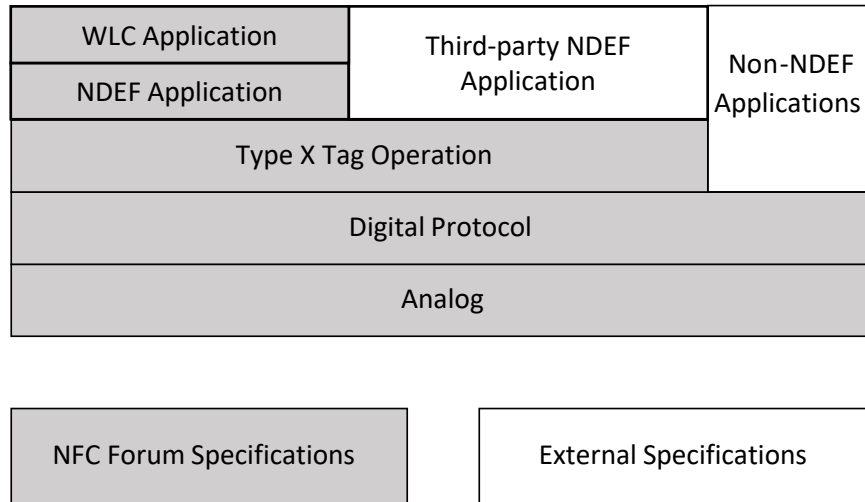 WLC Application
NDEF Application
Third-party NDEF
Application
Non-NDEF
Applications
Type X Tag Operation
Digital Protocol
Analog
NFC Forum Specifications
External Specifications